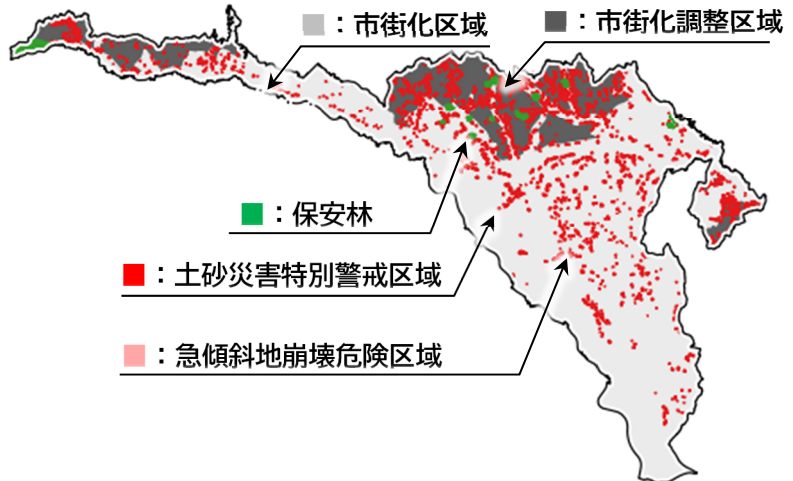 ：市街化区域
：市街化調整区域
：保安林
：土砂災害特別警戒区域
：急傾斜地崩壊危険区域